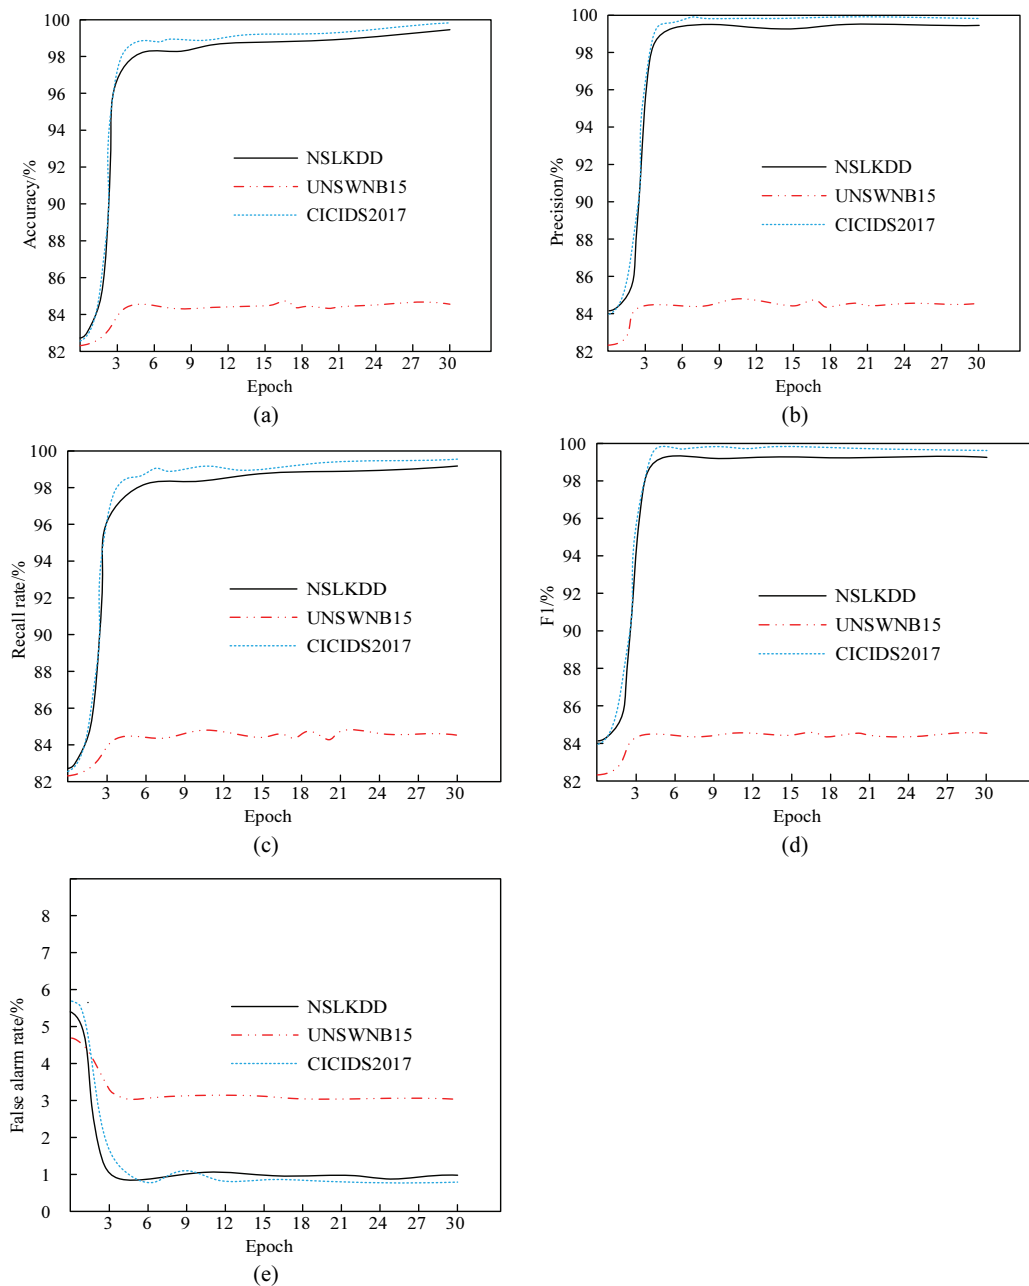 100
98
96
94
92
90
88
86
84
82
Accuracy/%
NSLKDD
UNSWNB15
CICIDS2017
3 6 9 12 15 18 21 24 27 30
Epoch
(a)
100
98
96
94
92
90
88
86
84
82
Precision/%
NSLKDD
UNSWNB15
CICIDS2017
3 6 9 12 15 18 21 24 27 30
Epoch
(b)
100
98
96
94
92
90
88
86
84
82
Recall rate/%
NSLKDD
UNSWNB15
CICIDS2017
3 6 9 12 15 18 21 24 27 30
Epoch
(c)
100
98
96
94
92
90
88
86
84
82
F1/%
NSLKDD
UNSWNB15
CICIDS2017
3 6 9 12 15 18 21 24 27 30
Epoch
(d)
8
7
6
5
4
3
2
1
0
False alarm rate/%
NSLKDD
UNSWNB15
CICIDS2017
3 6 9 12 15 18 21 24 27 30
Epoch
(e)